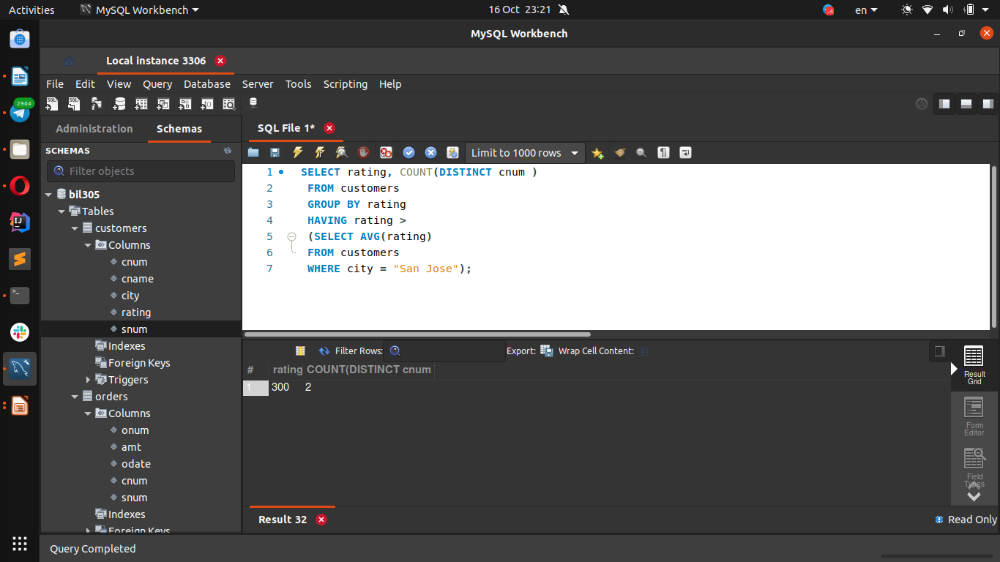 Activities
MySQL Workbench
16 Oct 23:21
en
MySQL Workbench
2964
Local instance 3306
File Edit View Query Database Server Tools Scripting Help
Administration Schemas
SQL File 1*
SCHEMAS
Filter objects
Limit to 1000 rows
bil305
Tables
customers
Columns
cnum
cname
city
rating
snum
Indexes
Foreign Keys
Triggers
orders
Columns
onum
amt
odate
cnum
snum
Indexes
Foreign Keys
1 SELECT rating, COUNT(DISTINCT cnum )
2 FROM customers
3 GROUP BY rating
4 HAVING rating >
5 (SELECT AVG(rating)
6 FROM customers
7 WHERE city = "San Jose");
Filter Rows: Export: Wrap Cell Content:
# rating COUNT(DISTINCT cnum
1 300 2
Result
Grid
Form
Editor
Field
Types
Result 32
Read Only
Query Completed